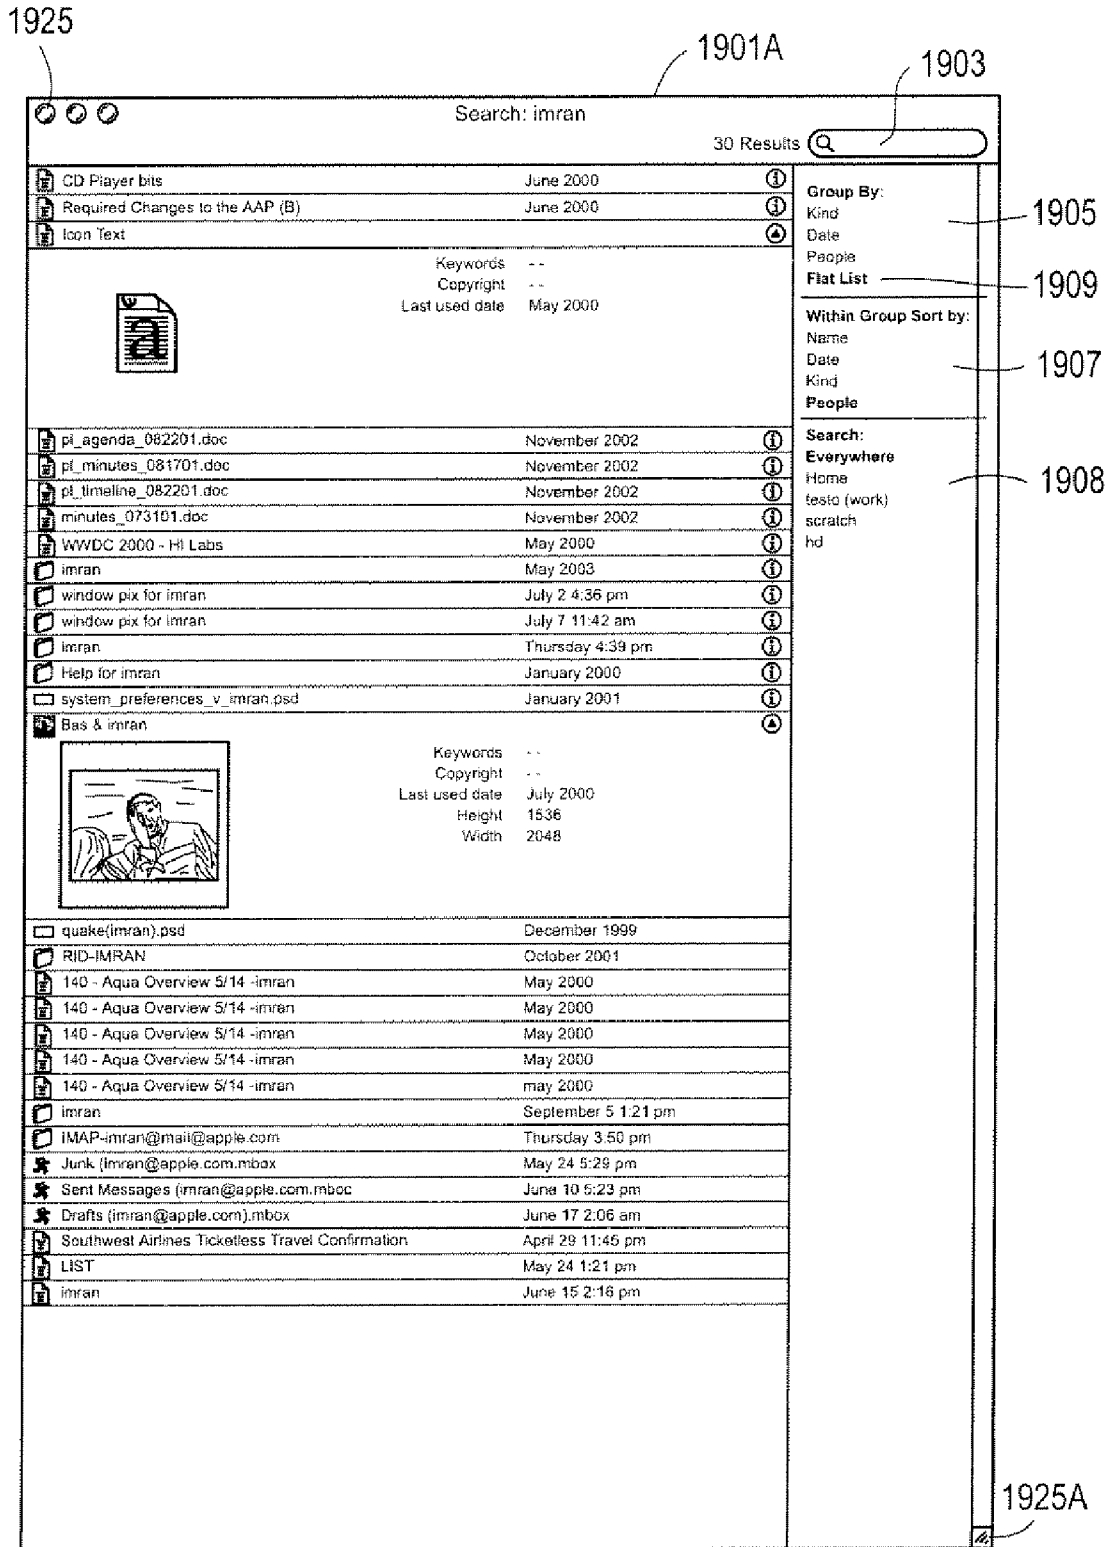 1925
1901A
1903
Search: imran
30 Results
CD Player bits June 2000
Required Changes to the AAP (B) June 2000
Icon Text
Keywords - -
Copyright - -
Last used date May 2000
a
pi_agenda_082201.doc November 2002
pi_minutes_081701.doc November 2002
pi_timeline_082201.doc November 2002
minutes_073101.doc November 2002
WWDC 2000 - HI Labs May 2000
imran May 2003
window pix for imran July 2 4:36 pm
window pix for imran July 7 11:42 am
imran Thursday 4:39 pm
Help for imran January 2000
system_preferences_v_imran.psd January 2001
Bas & imran
Keywords - -
Copyright - -
Last used date July 2000
Height 1536
Width 2048
quake(imran).psd December 1999
RID-IMRAN October 2001
140 - Aqua Overview 5/14 -imran May 2000
140 - Aqua Overview 5/14 -imran May 2000
140 - Aqua Overview 5/14 -imran May 2000
140 - Aqua Overview 5/14 -imran May 2000
140 - Aqua Overview 5/14 -imran may 2000
imran September 5 1:21 pm
IMAP-imran@mail@apple.com Thursday 3:50 pm
Junk (imran@apple.com.mbox May 24 5:29 pm
Sent Messages (imran@apple.com.mboc June 10 5:23 pm
Drafts (imran@apple.com).mbox June 17 2:06 am
Southwest Airlines Ticketless Travel Confirmation April 29 11:45 pm
LIST May 24 1:21 pm
imran June 15 2:16 pm
Group By:
Kind
Date
People
Flat List
Within Group Sort by:
Name
Date
Kind
People
Search:
Everywhere
Home
testo (work)
scratch
hd
1905
1909
1907
1908
1925A